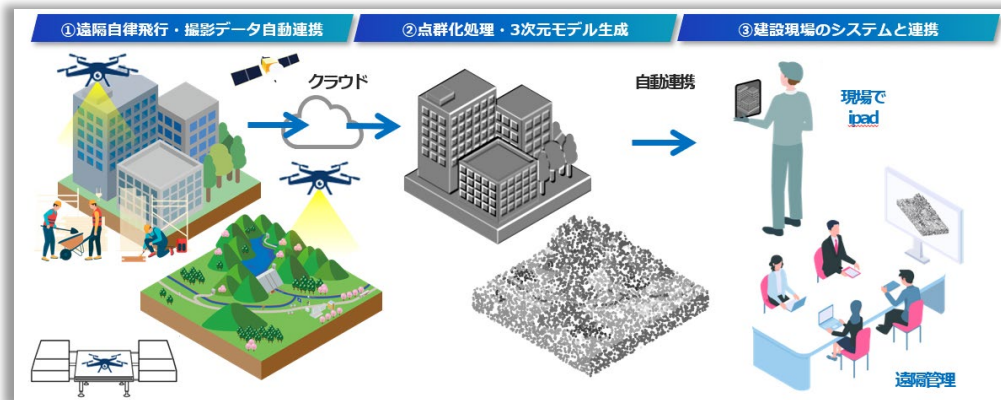 ①遠隔自律飛行・撮影データ自動連携
②点群化処理・3次元モデル生成
③建設現場のシステムと連携
クラウド
自動連携
現場で
ipad
遠隔管理